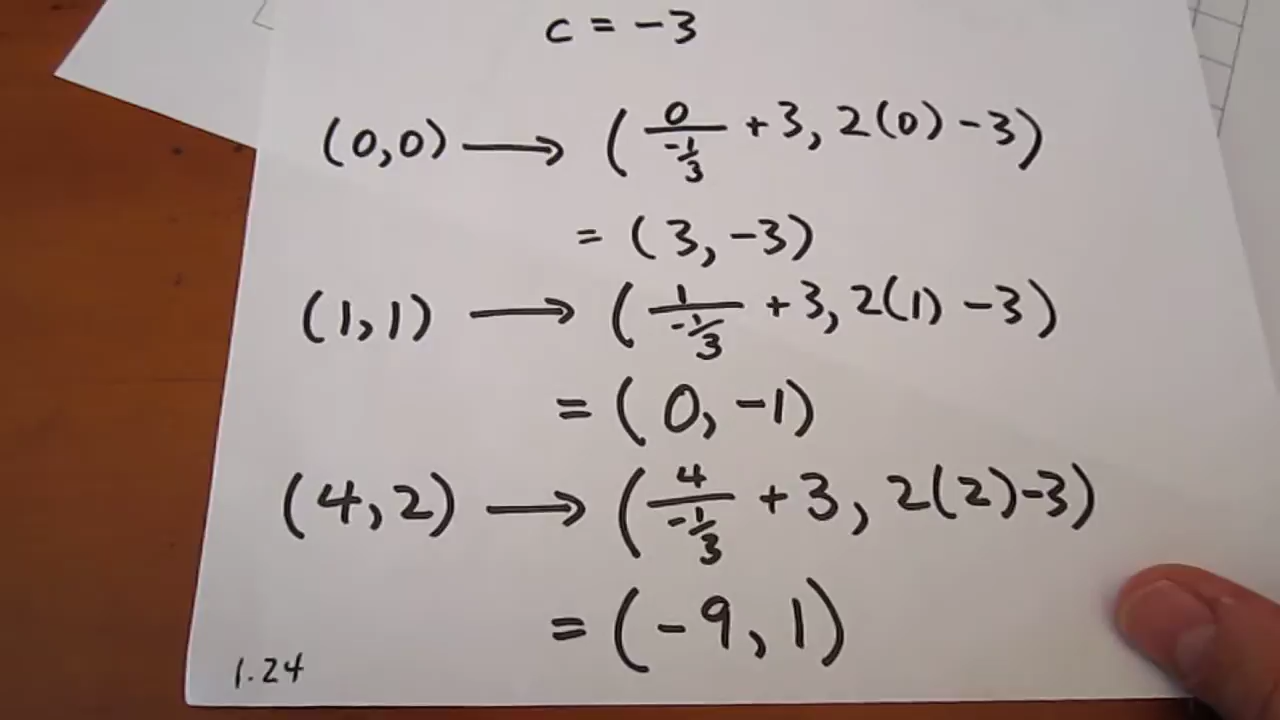 c = -3
(0,0) → (0/(-1/3) + 3, 2(0) - 3)
= (3, -3)
(1,1) → (1/(-1/3) + 3, 2(1) - 3)
= (0, -1)
(4,2) → (4/(-1/3) + 3, 2(2) - 3)
= (-9, 1)
1.24